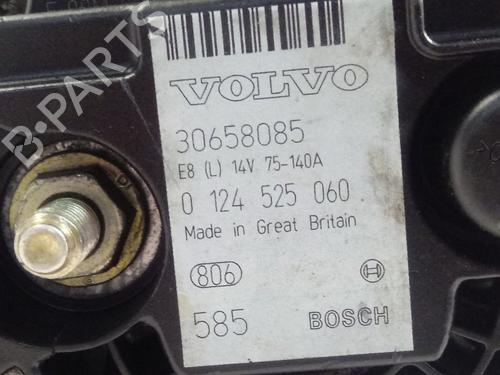 VOLVO
30658085
E8 (L) 14V 75-140A
0 124 525 060
Made in Great Britain
806
585 BOSCH
B-PARTS